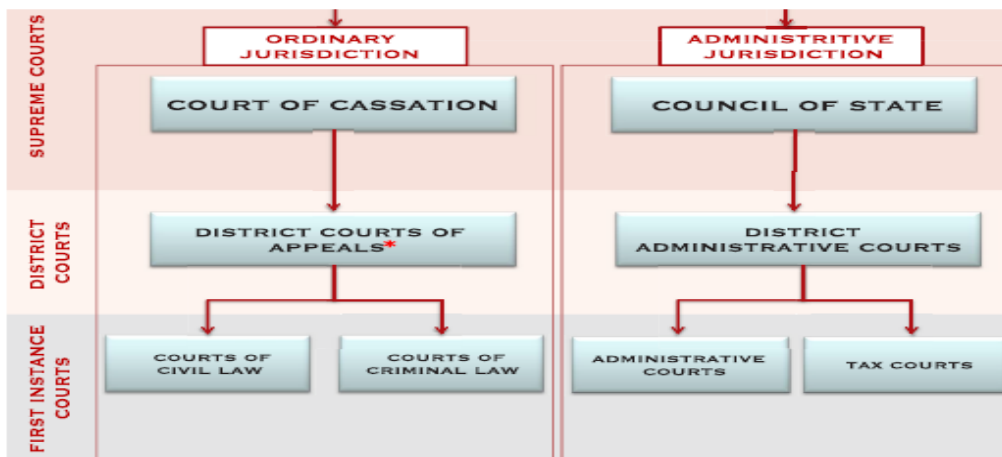 SUPREME COURTS
ORDINARY
JURISDICTION
ADMINISTRITIVE
JURISDICTION
COURT OF CASSATION
COUNCIL OF STATE
DISTRICT
COURTS
DISTRICT COURTS OF
APPEALS*
DISTRICT
ADMINISTRATIVE COURTS
FIRST INSTANCE
COURTS
COURTS OF
CIVIL LAW
COURTS OF
CRIMINAL LAW
ADMINISTRATIVE
COURTS
TAX COURTS